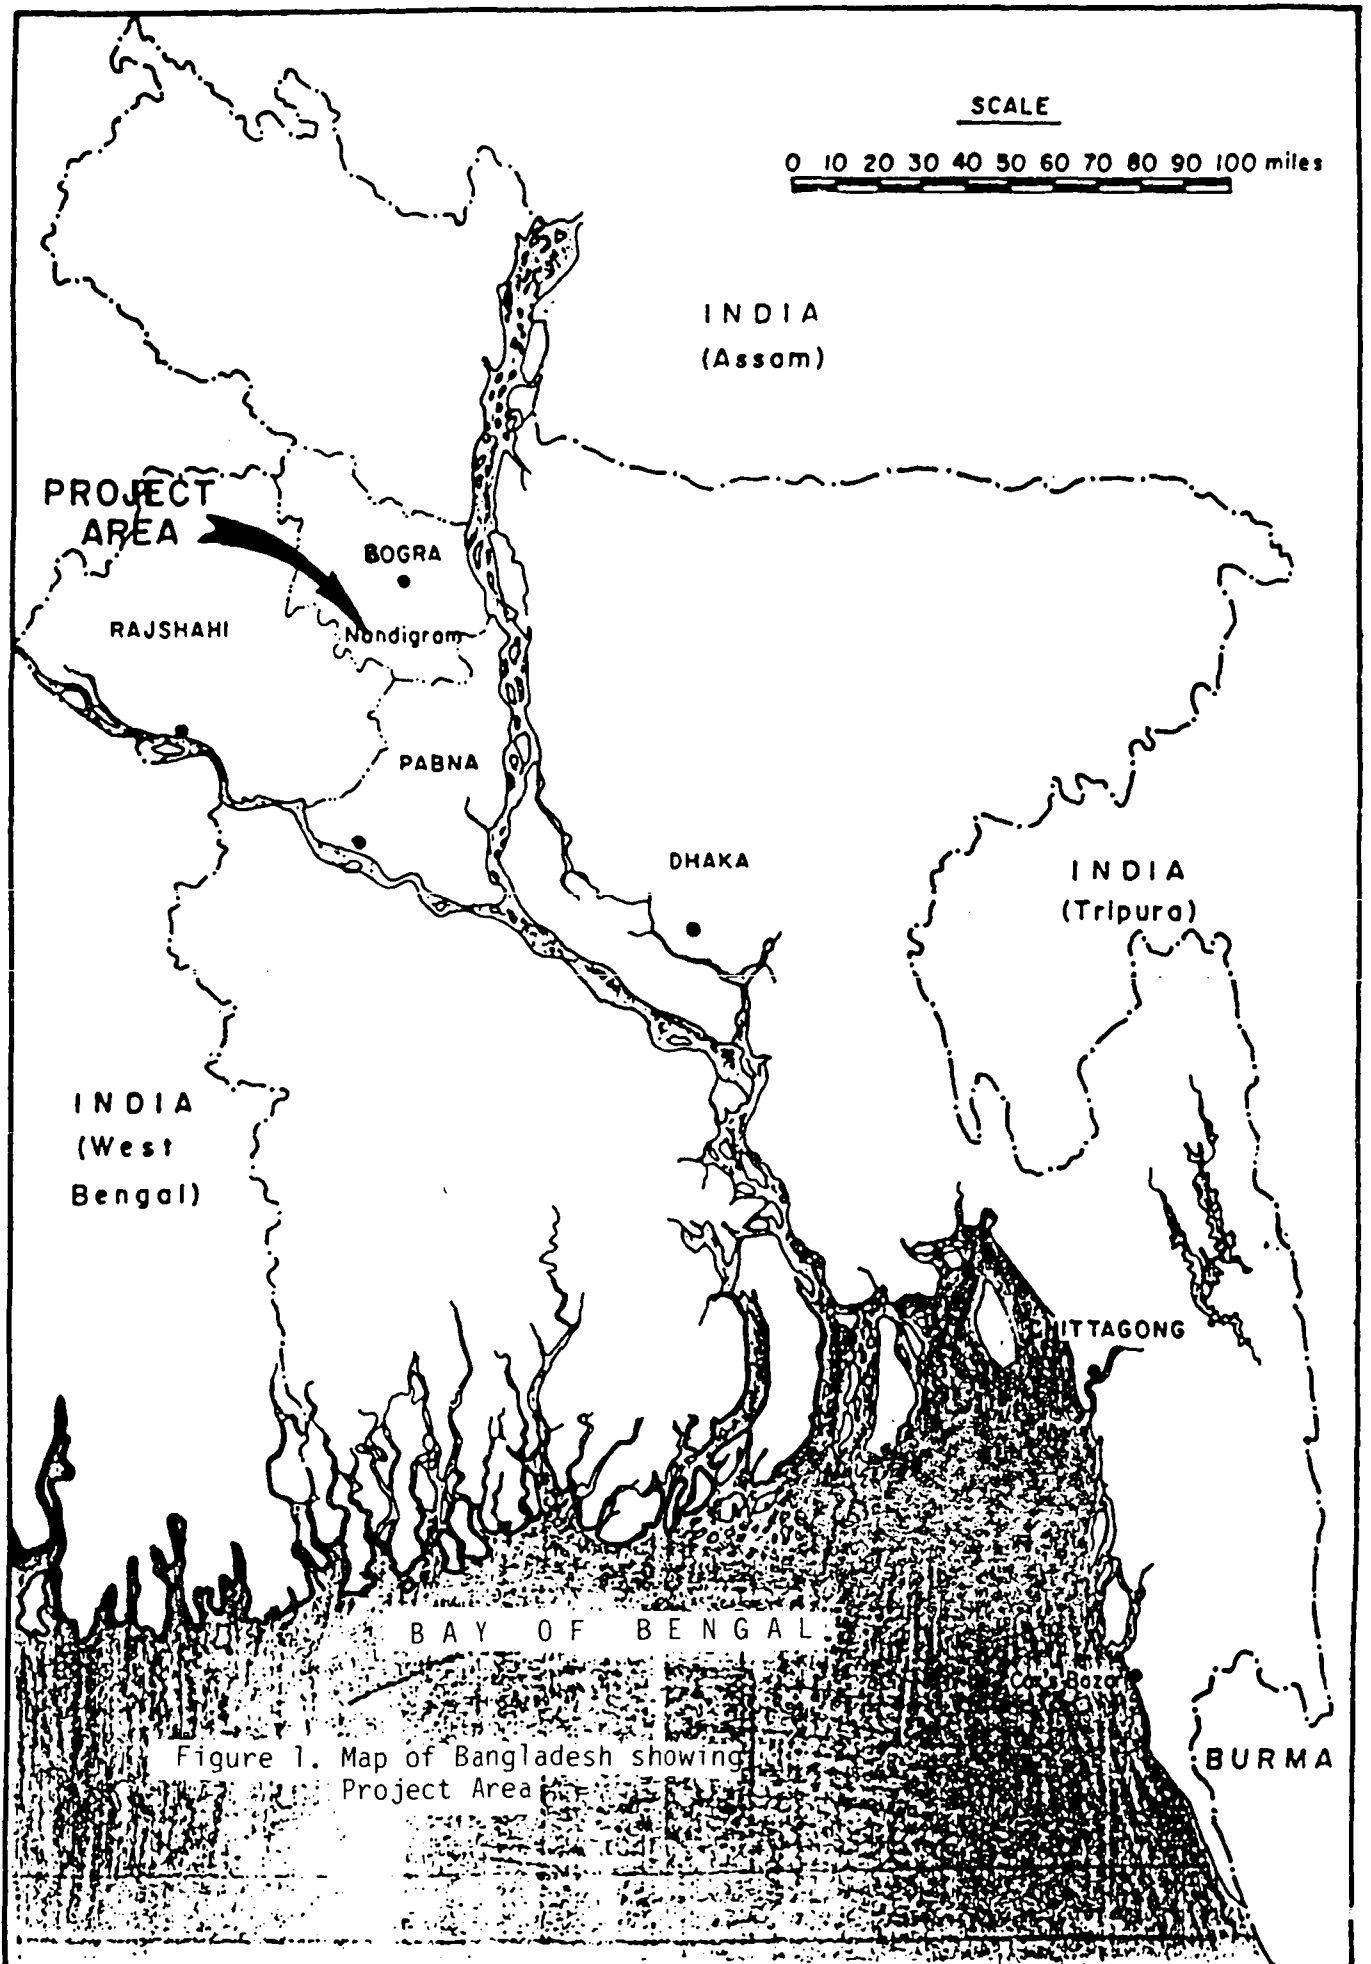 SCALE
0 10 20 30 40 50 60 70 80 90 100 miles
INDIA
(Assam)
PROJECT
AREA
BOGRA
RAJSHAHI
Nandigram
PABNA
DHAKA
INDIA
(Tripura)
INDIA
(West
Bengal)
CHITTAGONG
BAY OF BENGAL
Figure 1. Map of Bangladesh showing
Project Area
BURMA